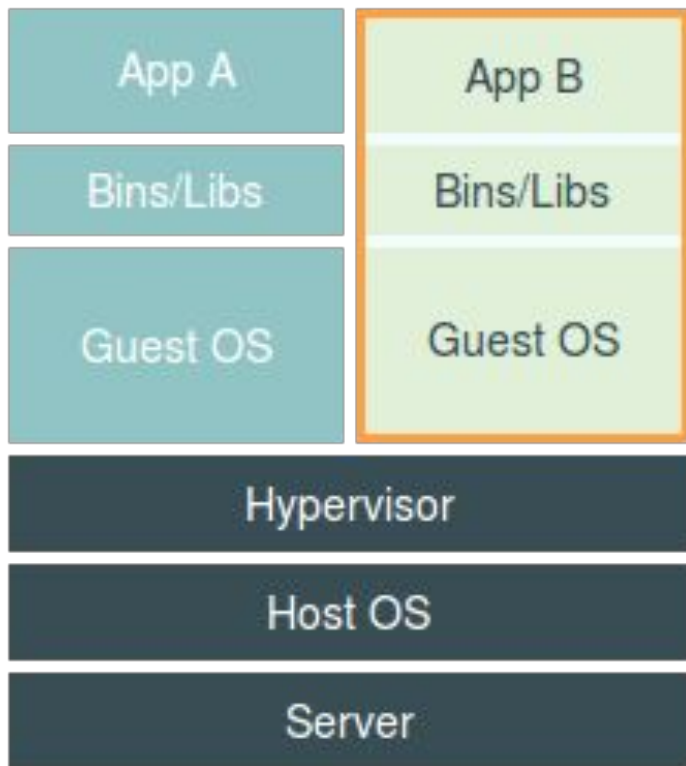 App A
App B
Bins/Libs
Bins/Libs
Guest OS
Guest OS
Hypervisor
Host OS
Server